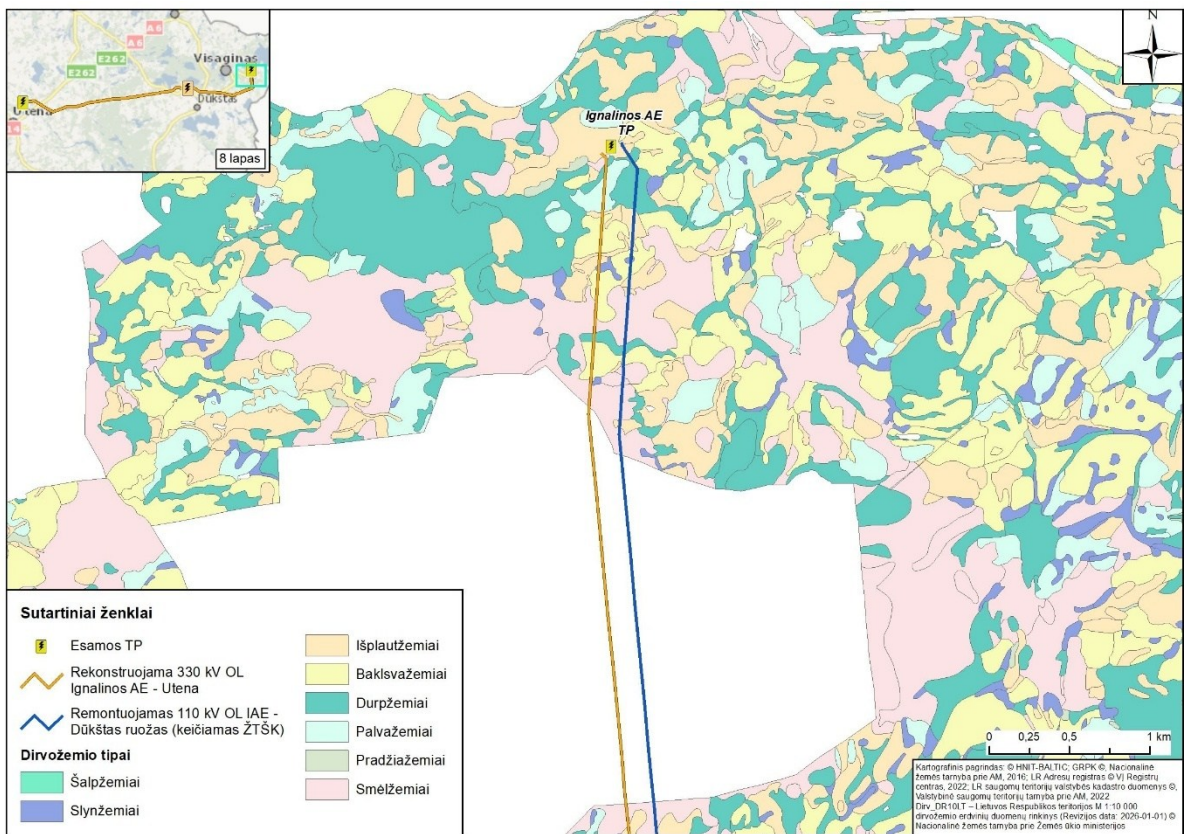 A6
A6
E262
E262
Visaginas
Dūkštas
Utena
A14
8 lapas
N
Ignalinos AE
TP
Sutartiniai ženklai
Esamos TP
Rekonstruojama 330 kV OL
Ignalinos AE - Utena
Remontuojamas 110 kV OL IAE -
Dūkštas ruožas (keičiamas ŽTŠK)
Dirvožemio tipai
Šalpžemiai
Slynžemiai
Išplautžemiai
Baklsvažemiai
Durpžemiai
Palvažemiai
Pradžiažemiai
Smėlžemiai
0 0,25 0,5 1 km
Kartografinis pagrindas: © HNIT-BALTIC; GRPK ©, Nacionalinė
žemės tarnyba prie AM, 2016; LR Adresų registras © VĮ Registrų
centras, 2022; LR saugomų teritorijų valstybės kadastro duomenys ©,
Valstybinė saugomų teritorijų tarnyba prie AM, 2022
Dirv_DR10LT – Lietuvos Respublikos teritorijos M 1:10 000
dirvožemio erdvinių duomenų rinkinys (Revizijos data: 2026-01-01) ©
Nacionalinė žemės tarnyba prie Žemės ūkio ministerijos